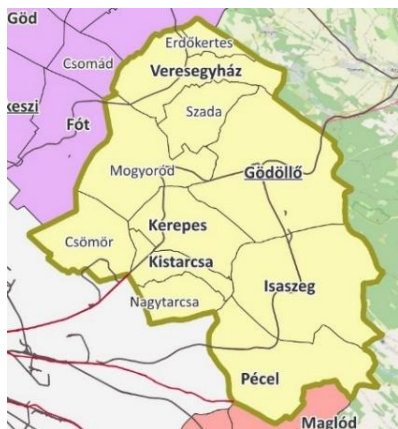 Göd
Erdőkertes
Csomád
Veresegyház
keszi
Szada
Fót
Mogyoród
Gödöllő
Kerepes
Csömör
Kistarcsa
Isaszeg
Nagytarcsa
Pécel
Maglód